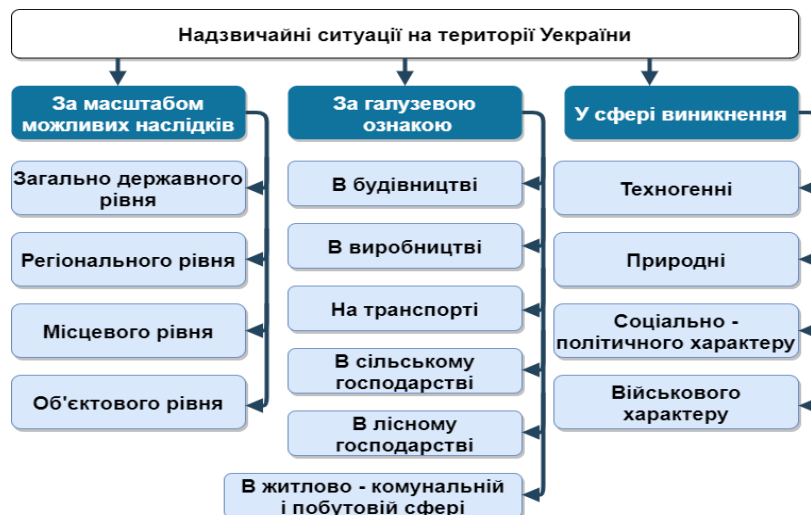 Надзвичайні ситуації на території Уекраїни
За масштабом
можливих наслідків
Загально державного
рівня
Регіонального рівня
Місцевого рівня
Об'єктового рівня
За галузевою
ознакою
В будівництві
В виробництві
На транспорті
В сільському
господарстві
В лісному
господарстві
В житлово - комунальній
і побутовій сфері
У сфері виникнення
Техногенні
Природні
Соціально -
політичного характеру
Військового
характеру